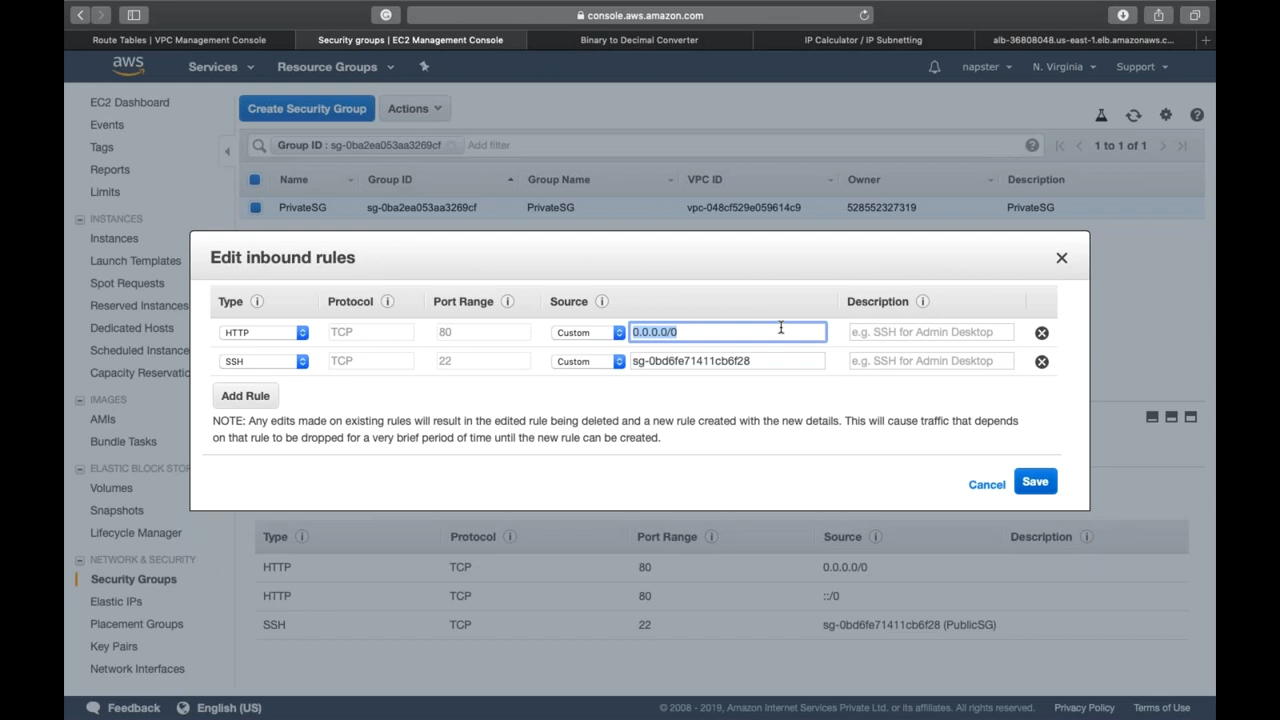 console.aws.amazon.com
Route Tables | VPC Management Console
Security groups | EC2 Management Console
Binary to Decimal Converter
IP Calculator / IP Subnetting
alb-36808048.us-east-1.elb.amazonaws.c...
aws
Services
Resource Groups
napster
N. Virginia
Support
EC2 Dashboard
Events
Tags
Reports
Limits
INSTANCES
Instances
Launch Templates
Spot Requests
Reserved Instances
Dedicated Hosts
Scheduled Instance
Capacity Reservatio
IMAGES
AMIs
Bundle Tasks
ELASTIC BLOCK STOR
Volumes
Snapshots
Lifecycle Manager
NETWORK & SECURITY
Security Groups
Elastic IPs
Placement Groups
Key Pairs
Network Interfaces
Create Security Group
Actions
Group ID : sg-0ba2ea053aa3269cf
Add filter
1 to 1 of 1
Name Group ID Group Name VPC ID Owner Description
PrivateSG sg-0ba2ea053aa3269cf PrivateSG vpc-048cf529e059614c9 528552327319 PrivateSG
Edit inbound rules
Type Protocol Port Range Source Description
HTTP TCP 80 Custom 0.0.0.0/0 e.g. SSH for Admin Desktop
SSH TCP 22 Custom sg-0bd6fe71411cb6f28 e.g. SSH for Admin Desktop
Add Rule
NOTE: Any edits made on existing rules will result in the edited rule being deleted and a new rule created with the new details. This will cause traffic that depends
on that rule to be dropped for a very brief period of time until the new rule can be created.
Cancel
Save
Type Protocol Port Range Source Description
HTTP TCP 80 0.0.0.0/0
HTTP TCP 80 ::/0
SSH TCP 22 sg-0bd6fe71411cb6f28 (PublicSG)
Feedback
English (US)
© 2008 - 2019, Amazon Internet Services Private Ltd. or its affiliates. All rights reserved.
Privacy Policy
Terms of Use